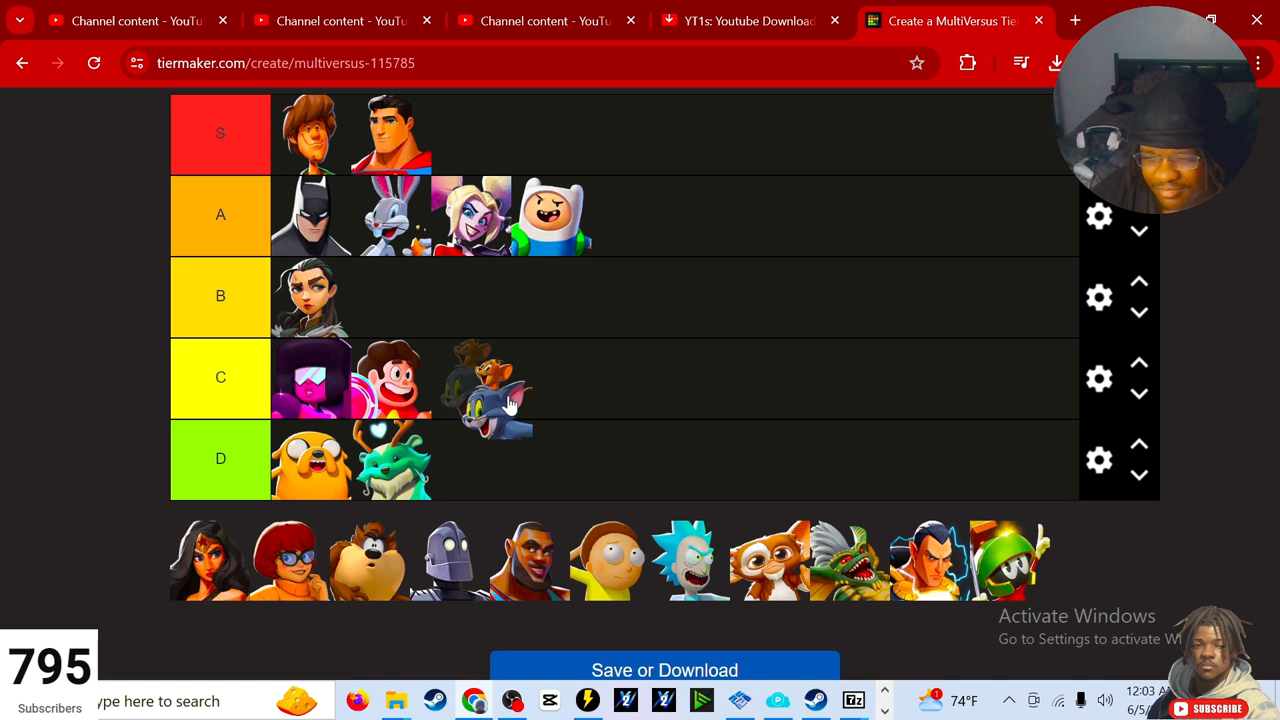 Channel content - YouTu
Channel content - YouTu
Channel content - YouTu
YT1s: Youtube Download
Create a MultiVersus Tie
tiermaker.com/create/multiversus-115785
S
A
B
C
D
Save or Download
Activate Windows
Go to Settings to activate Wi
795
Subscribers
ype here to search
1
74°F
12:03 A
6/5/
SUBSCRIBE